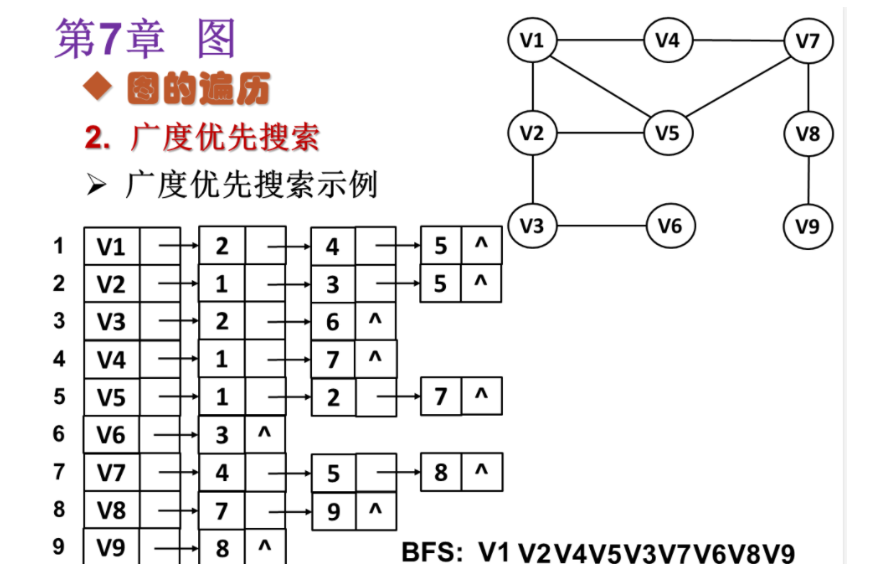 第7章 图
◆ 图的遍历
2. 广度优先搜索
➢ 广度优先搜索示例
V1 V4 V7
V2 V5 V8
V3 V6 V9
1 V1 2 4 5 ^
2 V2 1 3 5 ^
3 V3 2 6 ^
4 V4 1 7 ^
5 V5 1 2 7 ^
6 V6 3 ^
7 V7 4 5 8 ^
8 V8 7 9 ^
9 V9 8 ^
BFS: V1 V2V4V5V3V7V6V8V9